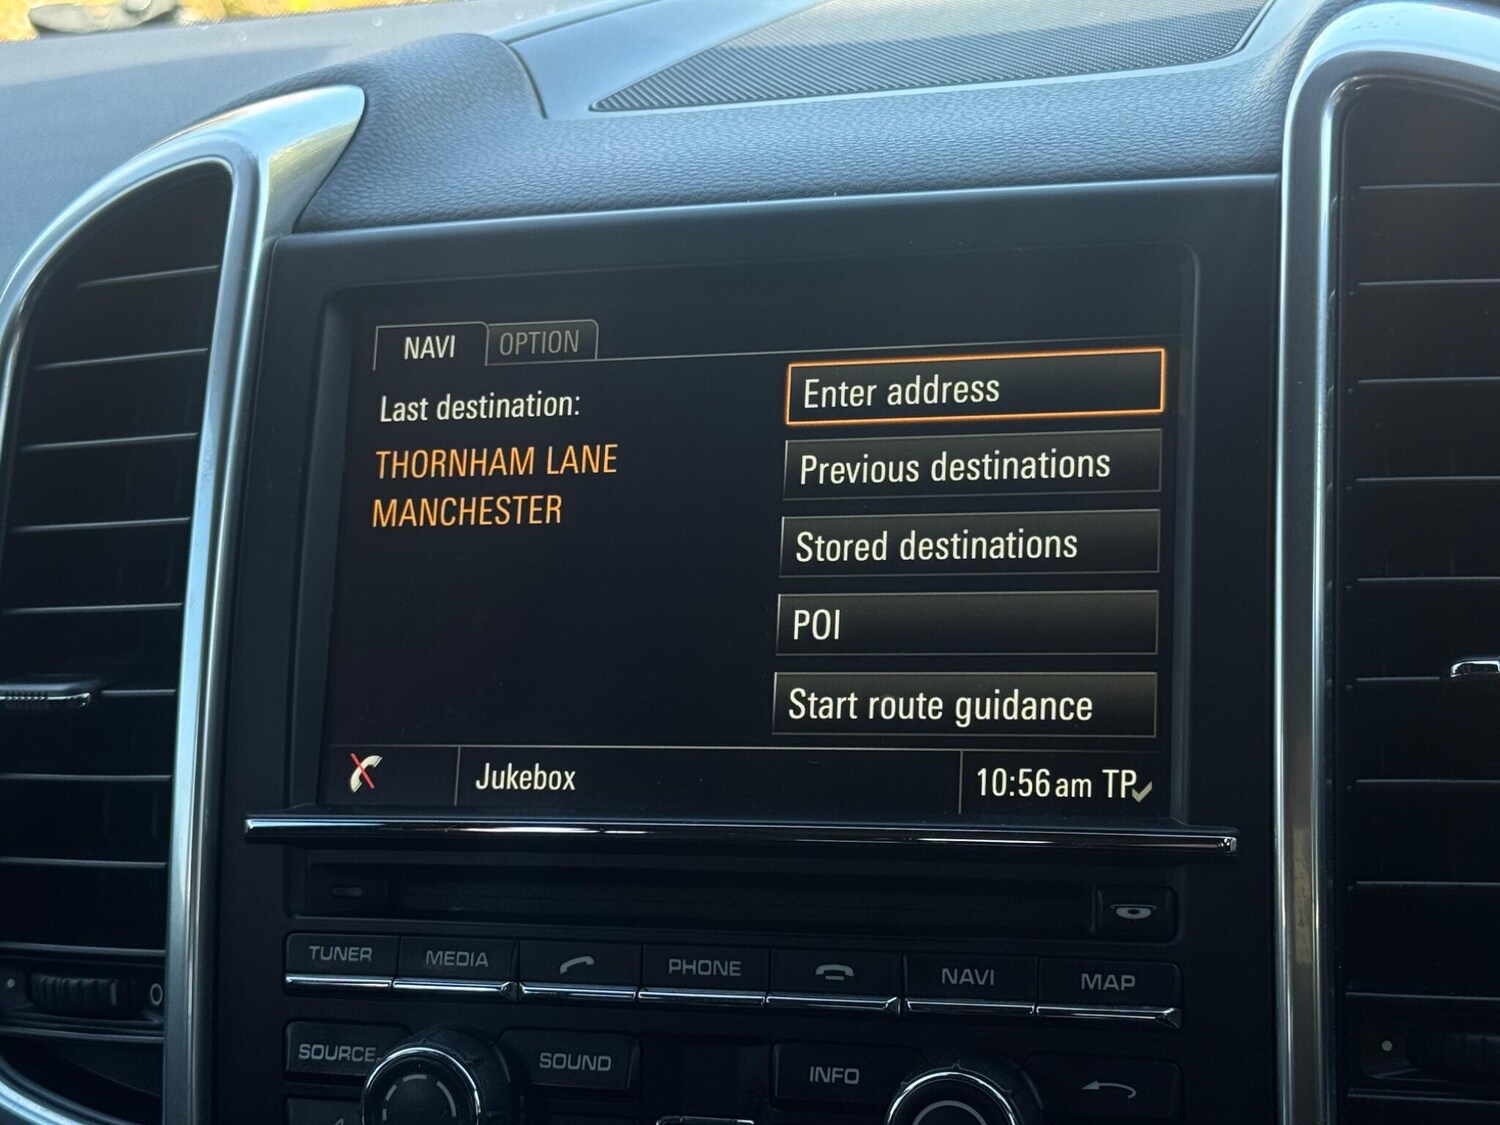 NAVI OPTION
Last destination:
THORNHAM LANE
MANCHESTER
Enter address
Previous destinations
Stored destinations
POI
Start route guidance
Jukebox 10:56am TP
TUNER MEDIA PHONE NAVI MAP
SOURCE SOUND INFO